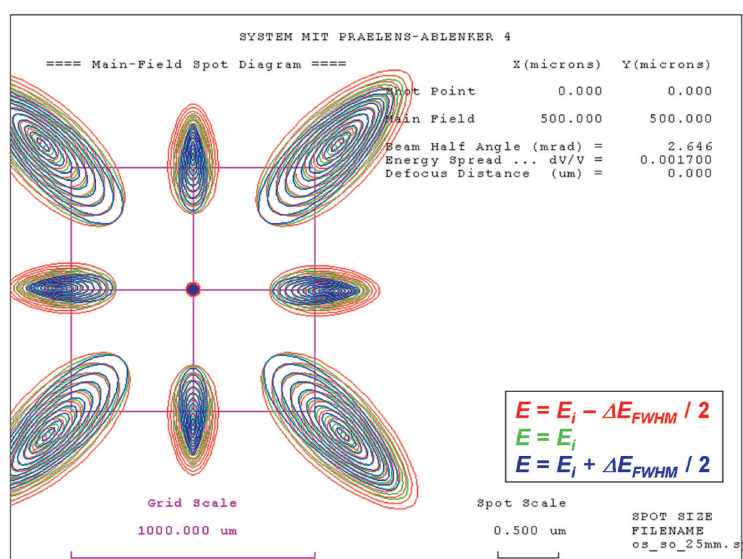 SYSTEM MIT PRAELENS-ABLENKER 4
==== Main-Field Spot Diagram ==== X(microns) Y(microns)
Shot Point 0.000 0.000
Main Field 500.000 500.000
Beam Half Angle (mrad) = 2.646
Energy Spread ... dV/V = 0.001700
Defocus Distance (um) = 0.000
E = Ei − ΔEFWHM / 2
E = Ei
E = Ei + ΔEFWHM / 2
Grid Scale
1000.000 um
Spot Scale
0.500 um
SPOT SIZE
FILENAME
os_so_25mm.s